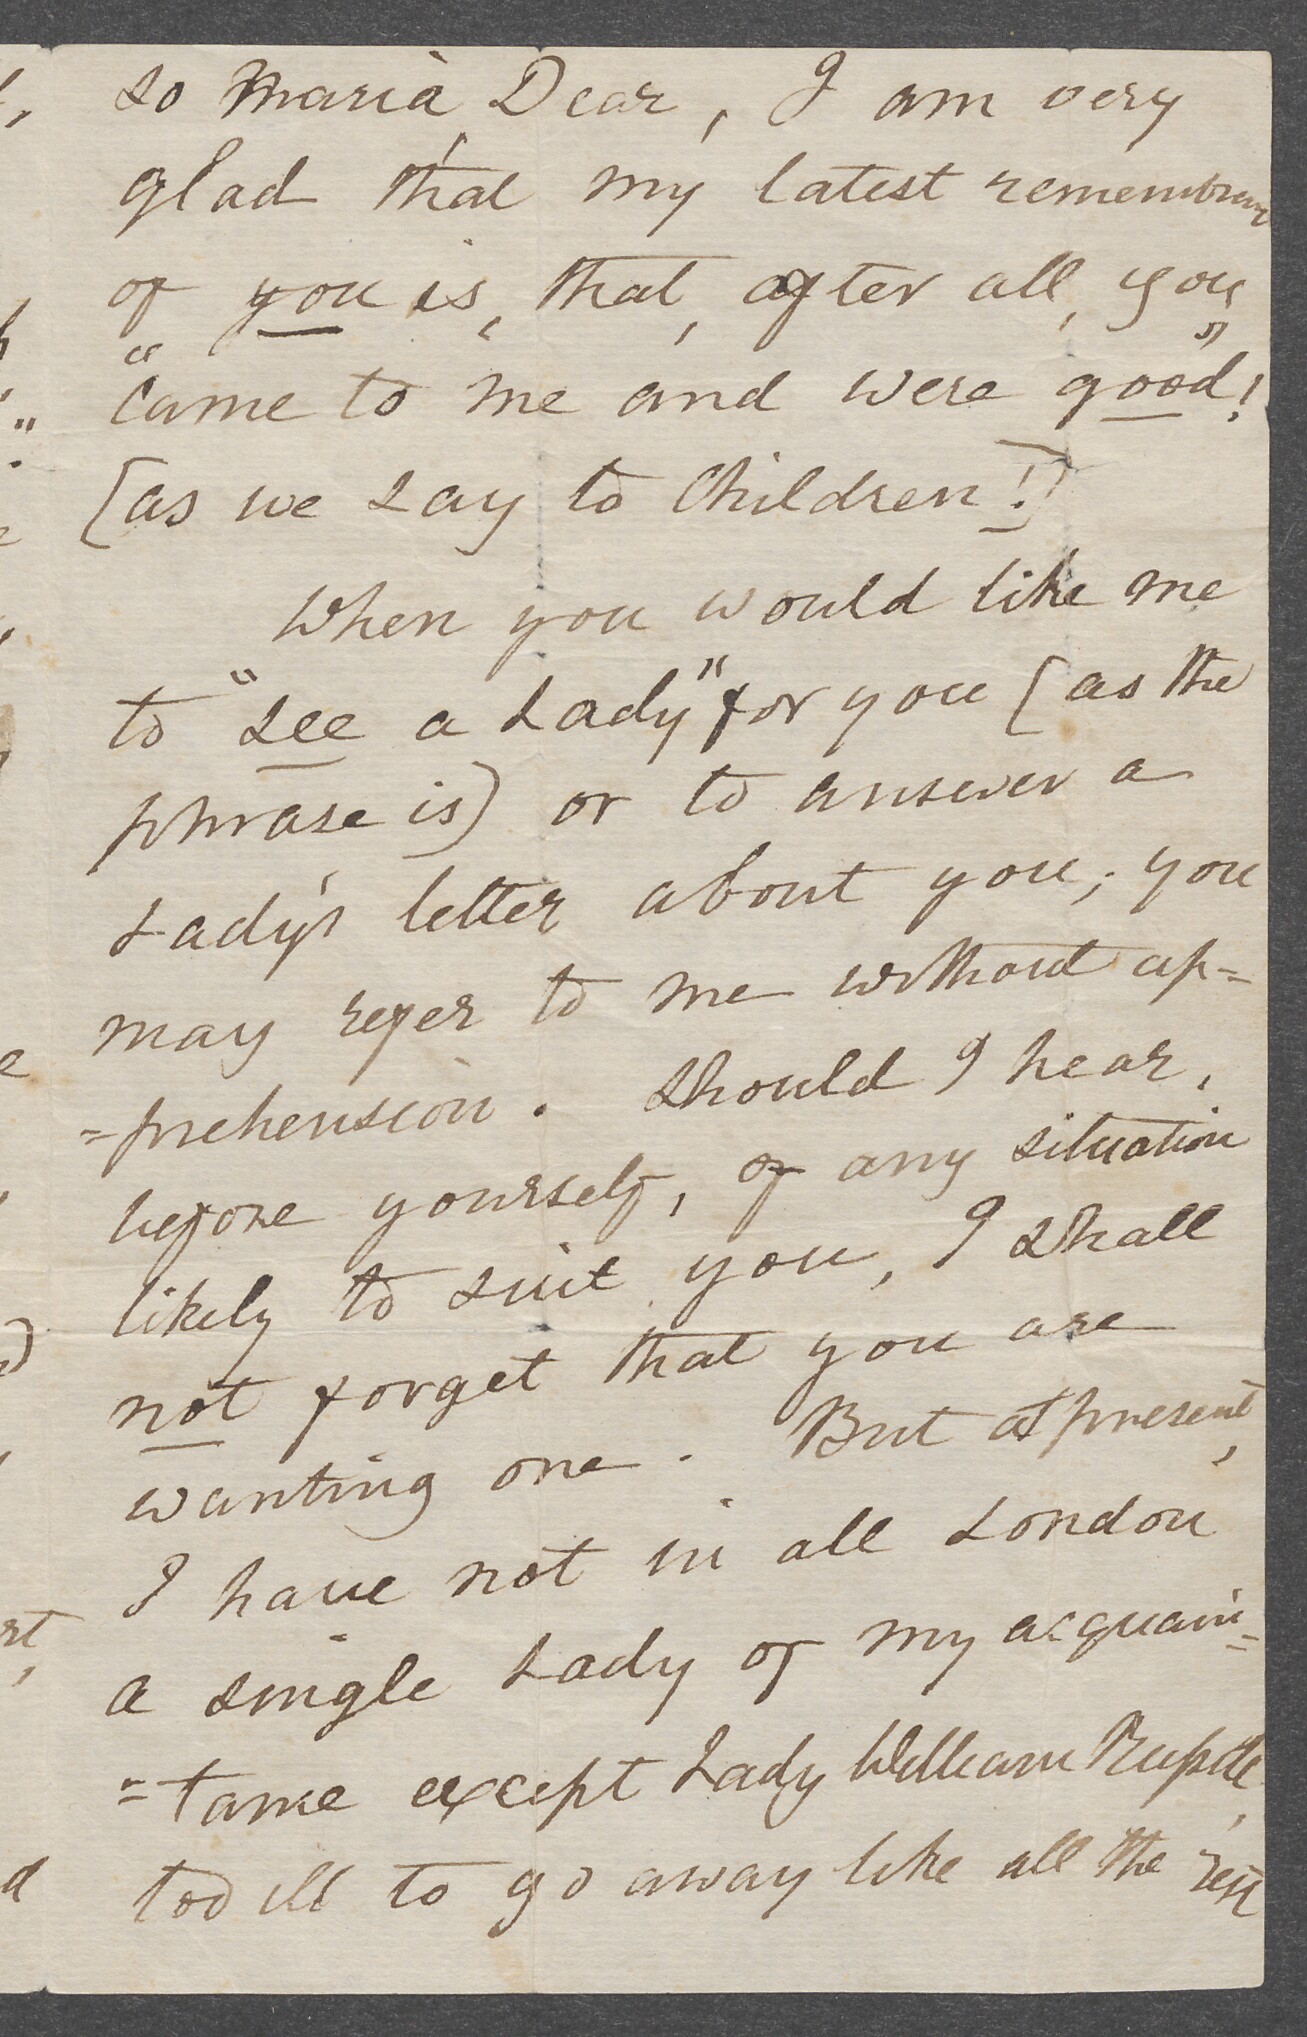 so Maria Dear, I am very
glad that my latest remembran
of you is, that, after all, you
"came to me and were good"!
(as we say to Children!)
When you would like me
to "see a Lady" for you (as the
phrase is) or to answer a
Lady's letter about you; you
may refer to me without ap=
=prehension. Should I hear,
before yourself, of any situation
likely to suit you, I shall
not forget that you are
wanting one. But at present,
I have not in all London
a single Lady of my acquain=
=tance except Lady William
too ill to go away like all the rest